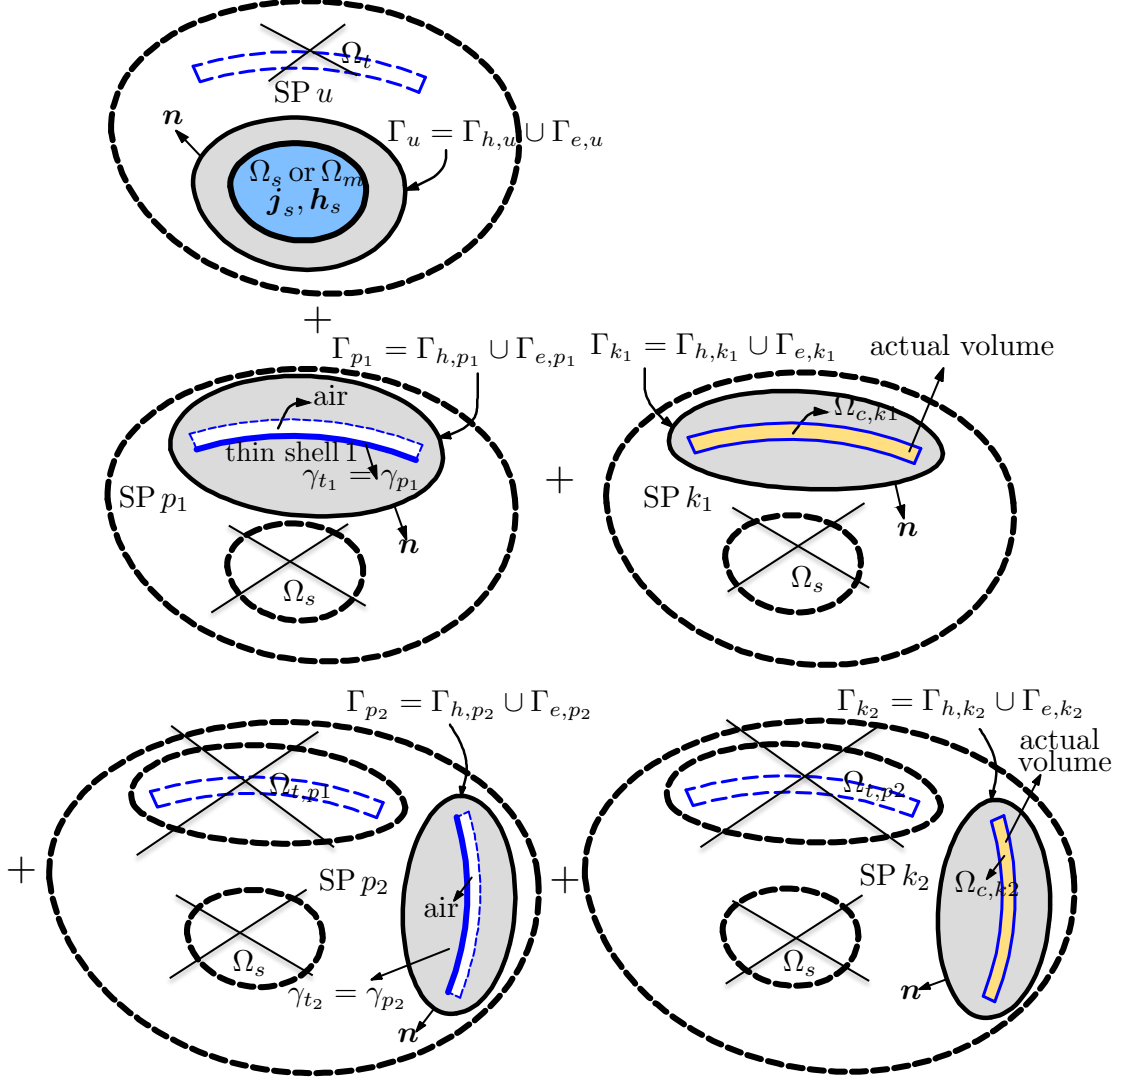 Ω_t
SP u
n
Γ_u = Γ_{h,u} ∪ Γ_{e,u}
Ω_s or Ω_m
j_s, h_s
+
Γ_{p_1} = Γ_{h,p_1} ∪ Γ_{e,p_1}
air
thin shell 1
γ_{t_1} = γ_{p_1}
SP p_1
n
Ω_s
+
Γ_{k_1} = Γ_{h,k_1} ∪ Γ_{e,k_1}
actual volume
Ω_{c,k1}
SP k_1
n
Ω_s
+
Γ_{p_2} = Γ_{h,p_2} ∪ Γ_{e,p_2}
Ω_{t,p1}
SP p_2
air
Ω_s
γ_{t_2} = γ_{p_2}
n
+
Γ_{k_2} = Γ_{h,k_2} ∪ Γ_{e,k_2}
actual
volume
Ω_{t,p2}
SP k_2
Ω_{c,k2}
Ω_s
n